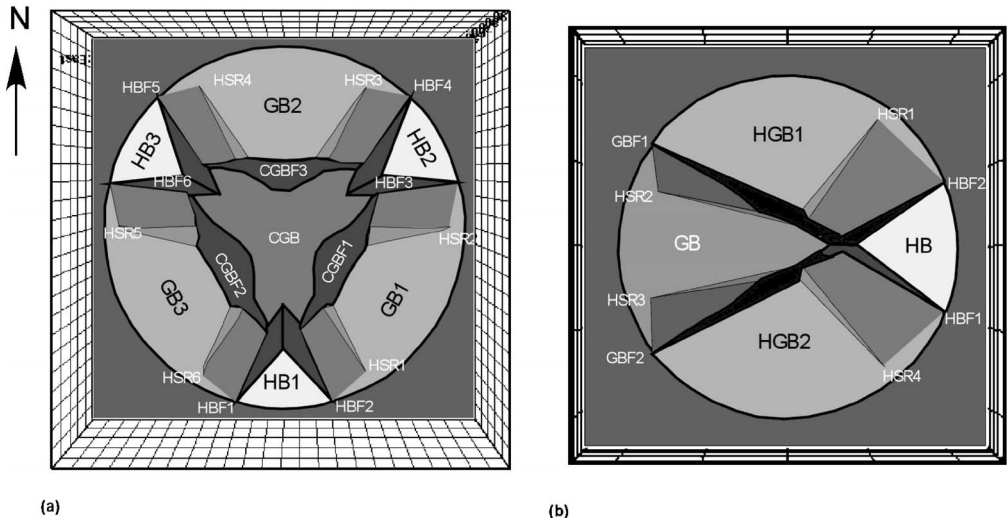 N
HBF5
HSR4
HSR3
HBF4
GB2
HB3
HB2
CGBF3
HBF6
HBF3
HSR5
CGB
HSR2
CGBF2
CGBF1
GB3
GB1
HSR6
HSR1
HB1
HBF1
HBF2
(a)
HSR1
HGB1
GBF1
HBF2
HSR2
GB
HB
HSR3
HBF1
HGB2
GBF2
HSR4
(b)